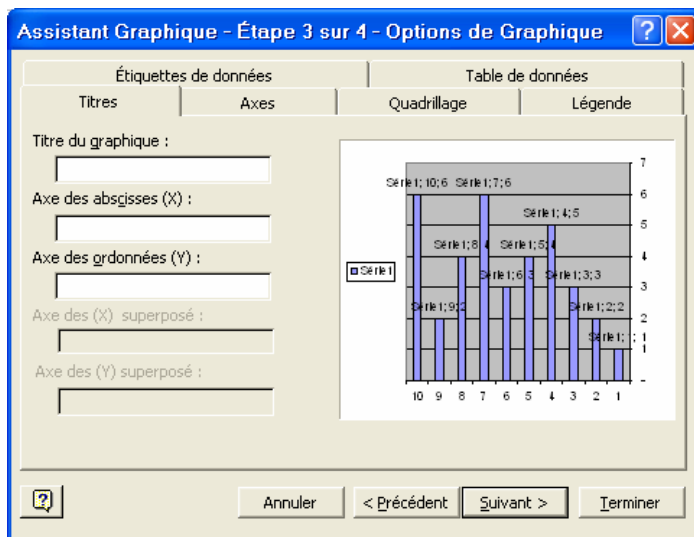 Assistant Graphique - Étape 3 sur 4 - Options de Graphique
Étiquettes de données Table de données
Titres Axes Quadrillage Légende
Titre du graphique :
Axe des abscisses (X) :
Axe des ordonnées (Y) :
Axe des (X) superposé :
Axe des (Y) superposé :
Série1
Série1; 10; 6 Série1; 7; 6
Série1; 4; 5
Série1; 8; 4 Série1; 5; 4
Série1; 6; 3 Série1; 3; 3
Série1; 9; 2 Série1; 2; 2
Série1; 1; 1
7
6
5
4
3
2
1
-
10 9 8 7 6 5 4 3 2 1
Annuler < Précédent Suivant > Terminer